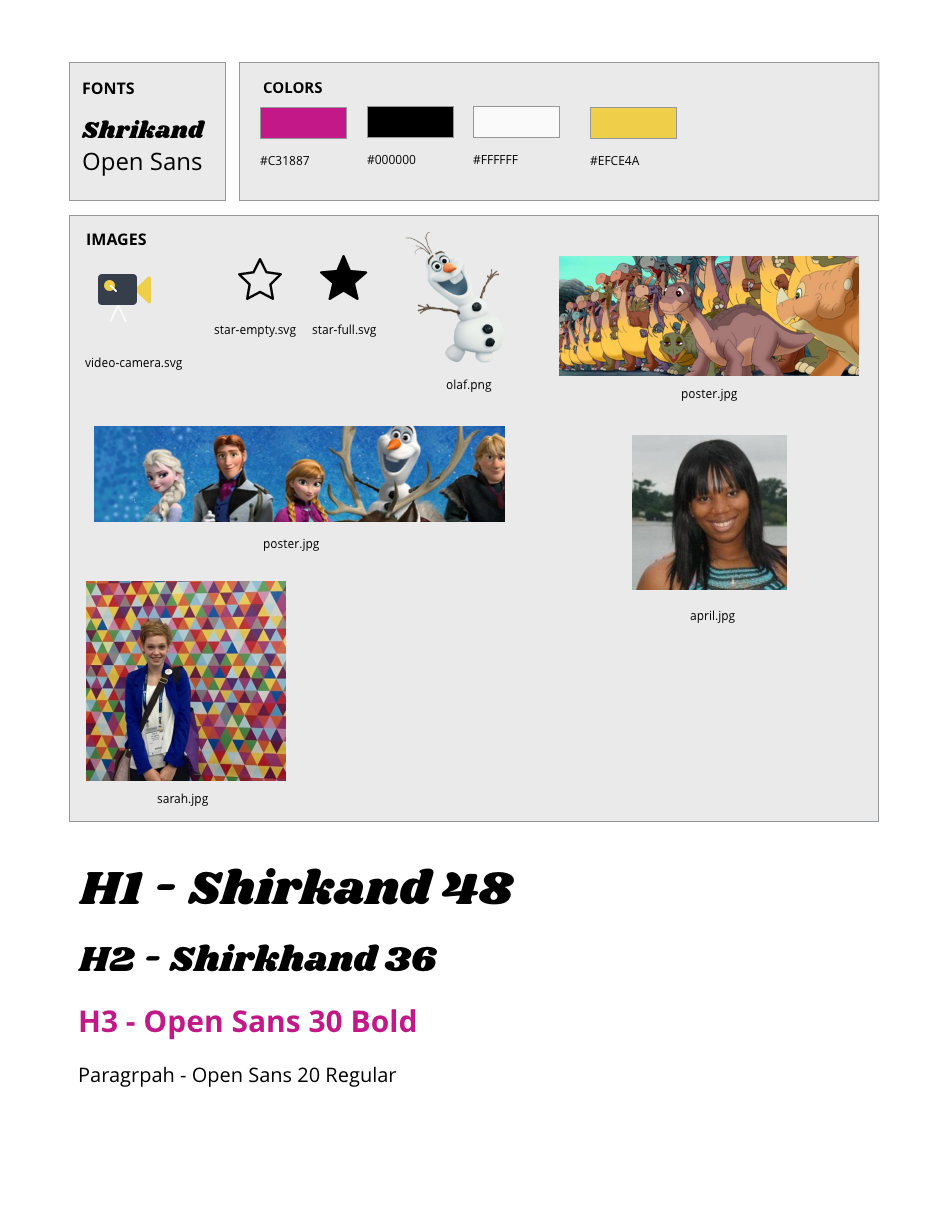 FONTS
Shrikand
Open Sans
COLORS
#C31887
#000000
#FFFFFF
#EFCE4A
IMAGES
star-empty.svg
star-full.svg
video-camera.svg
olaf.png
poster.jpg
poster.jpg
april.jpg
sarah.jpg
H1 - Shirkand 48
H2 - Shirkhand 36
H3 - Open Sans 30 Bold
Paragrpah - Open Sans 20 Regular